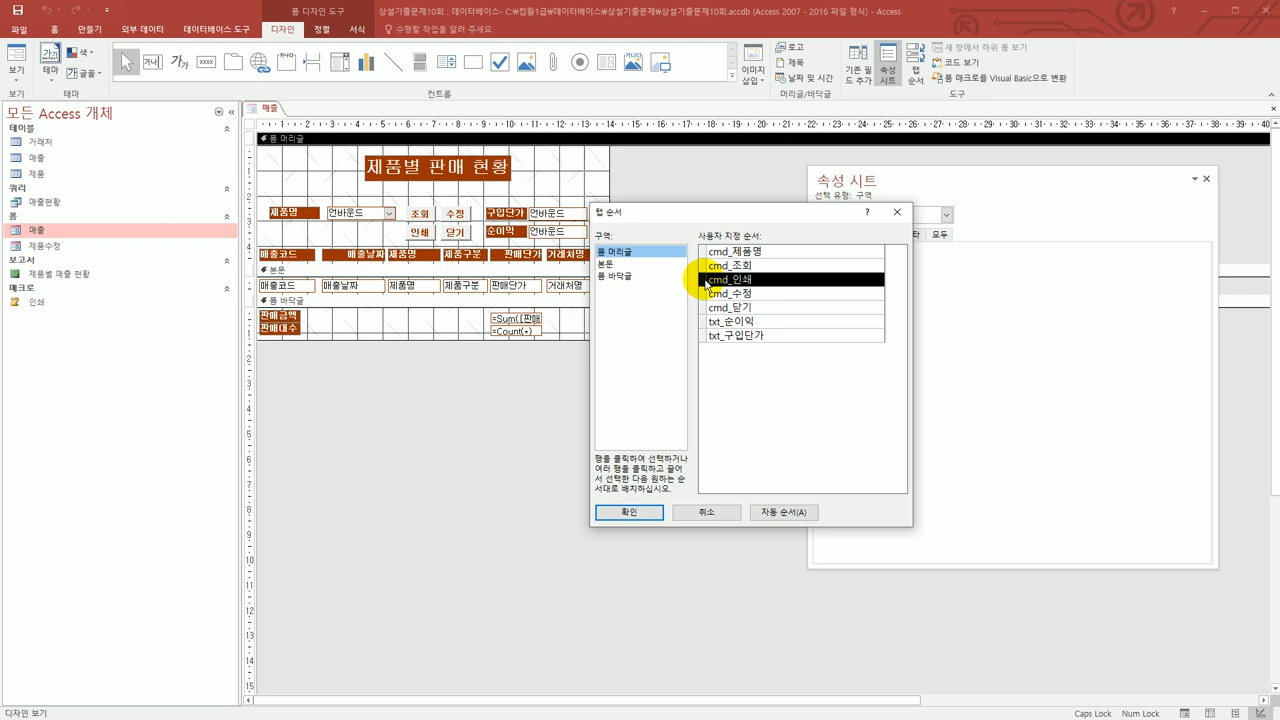 폼 디자인 도구
상설기출문제10회 : 데이터베이스- C:₩컴활1급₩데이터베이스₩상설기출문제₩상설기출문제10회.accdb (Access 2007 - 2016 파일 형식) - Access
파일 홈 만들기 외부 데이터 데이터베이스 도구 디자인 정렬 서식 수행할 작업을 알려 주세요.
보기
테마
색
글꼴
이미지 삽입
로고
제목
날짜 및 시간
기존 필드 추가
속성 시트
탭 순서
새 창에서 하위 폼 보기
코드 보기
폼 매크로를 Visual Basic으로 변환
보기 테마 컨트롤 머리글/바닥글 도구
모든 Access 개체
테이블
거래처
매출
제품
쿼리
매출현황
폼
매출
제품수정
보고서
제품별 매출 현황
매크로
인쇄
매출
폼 머리글
제품별 판매 현황
제품명 언바운드 조회 수정 구입단가 언바운드
인쇄 닫기 순이익 언바운드
매출코드 매출날짜 제품명 제품구분 판매단가 거래처명
본문
매출코드 매출날짜 제품명 제품구분 판매단가 거래처명
폼 바닥글
판매금액 =Sum([판매
판매대수 =Count(*)
속성 시트
선택 유형: 구역
모두
탭 순서
구역:
폼 머리글
본문
폼 바닥글
사용자 지정 순서:
cmd_제품명
cmd_조회
cmd_인쇄
cmd_수정
cmd_닫기
txt_순이익
txt_구입단가
행을 클릭하여 선택하거나
여러 행을 클릭하고 끌어
서 선택한 다음 원하는 순
서대로 배치하십시오.
확인 취소 자동 순서(A)
디자인 보기 Caps Lock Num Lock